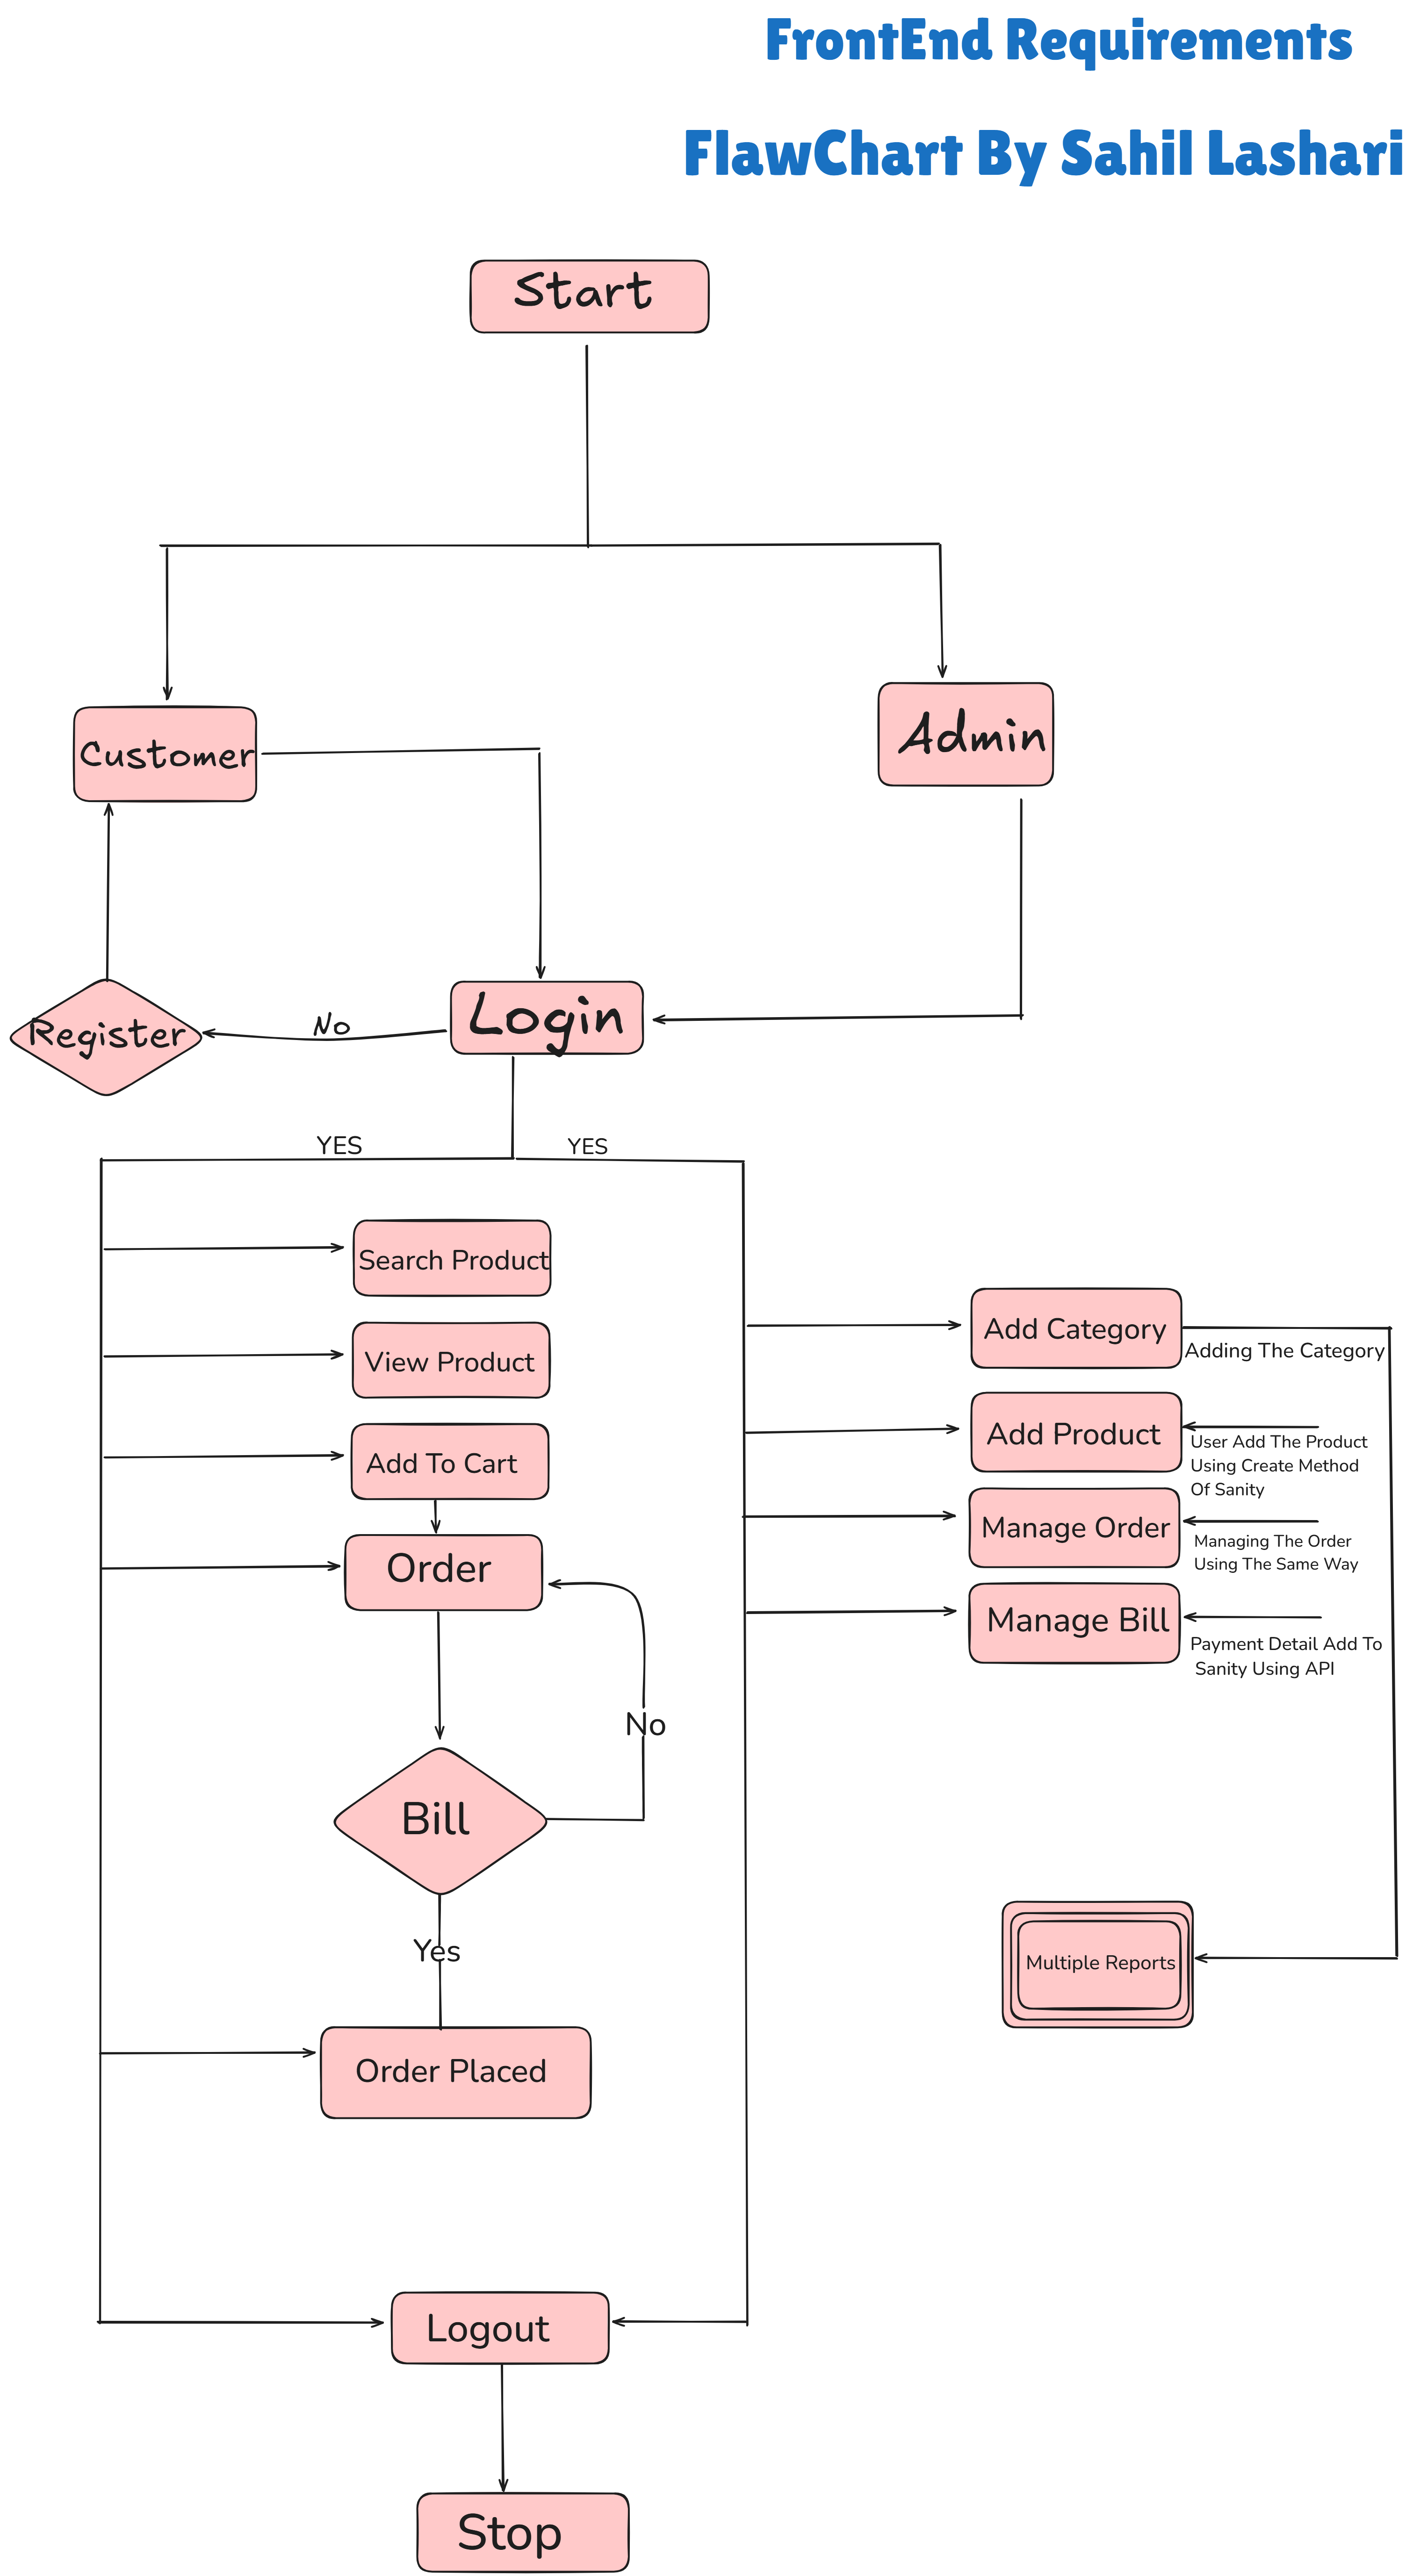 FrontEnd Requirements
FlawChart By Sahil Lashari
Start
Customer
Admin
Login
No
Register
YES
YES
Search Product
View Product
Add To Cart
Order
No
Bill
Yes
Order Placed
Add Category
Adding The Category
Add Product
User Add The Product
Using Create Method
Of Sanity
Manage Order
Managing The Order
Using The Same Way
Manage Bill
Payment Detail Add To
Sanity Using API
Multiple Reports
Logout
Stop